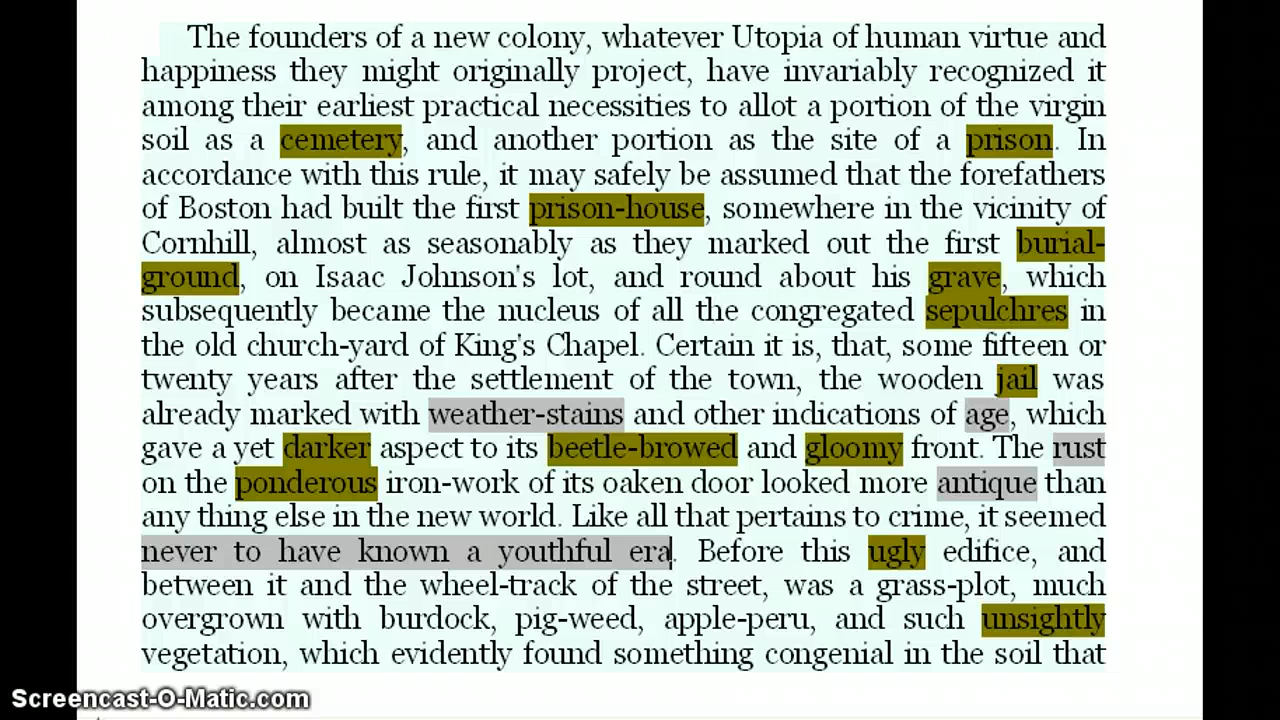 The founders of a new colony, whatever Utopia of human virtue and
happiness they might originally project, have invariably recognized it
among their earliest practical necessities to allot a portion of the virgin
soil as a cemetery, and another portion as the site of a prison. In
accordance with this rule, it may safely be assumed that the forefathers
of Boston had built the first prison-house, somewhere in the vicinity of
Cornhill, almost as seasonably as they marked out the first burial-
ground, on Isaac Johnson's lot, and round about his grave, which
subsequently became the nucleus of all the congregated sepulchres in
the old church-yard of King's Chapel. Certain it is, that, some fifteen or
twenty years after the settlement of the town, the wooden jail was
already marked with weather-stains and other indications of age, which
gave a yet darker aspect to its beetle-browed and gloomy front. The rust
on the ponderous iron-work of its oaken door looked more antique than
any thing else in the new world. Like all that pertains to crime, it seemed
never to have known a youthful era. Before this ugly edifice, and
between it and the wheel-track of the street, was a grass-plot, much
overgrown with burdock, pig-weed, apple-peru, and such unsightly
vegetation, which evidently found something congenial in the soil that
Screencast-O-Matic.com